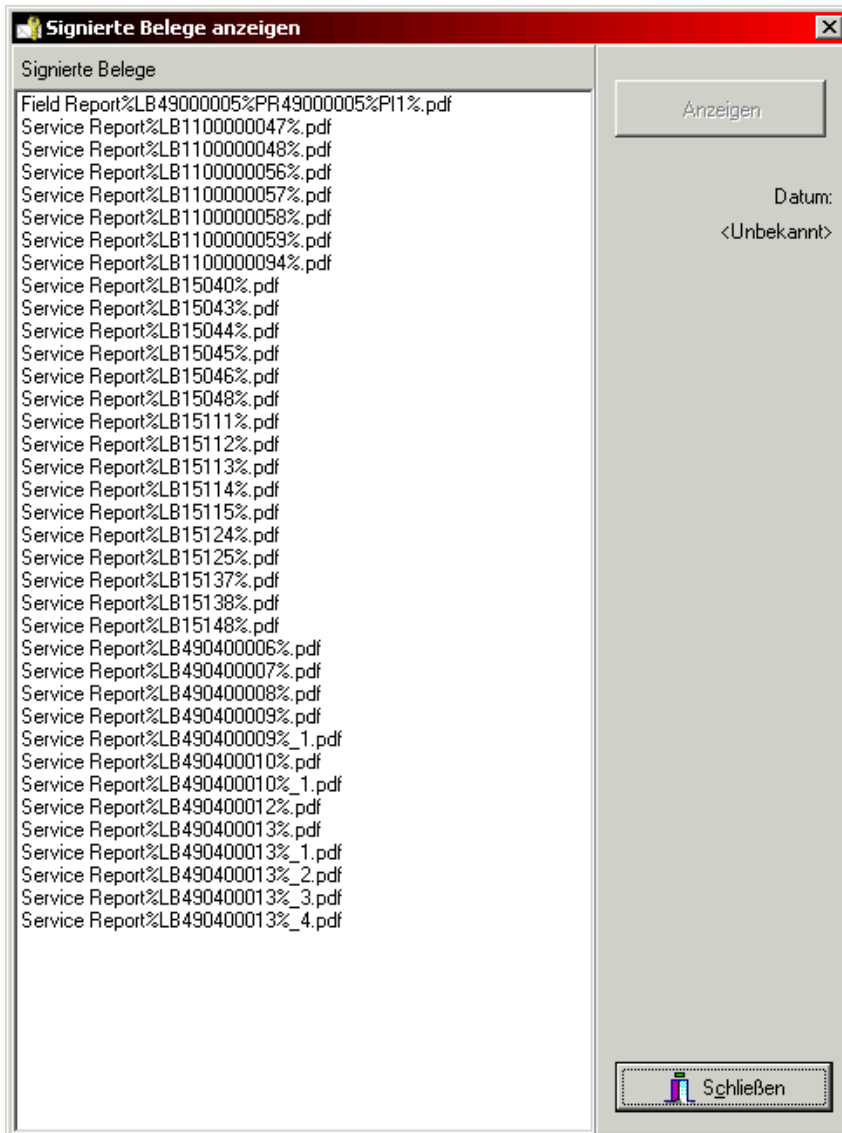 Signierte Belege anzeigen
Signierte Belege
Field Report%LB49000005%PR49000005%PI1%.pdf
Service Report%LB1100000047%.pdf
Service Report%LB1100000048%.pdf
Service Report%LB1100000056%.pdf
Service Report%LB1100000057%.pdf
Service Report%LB1100000058%.pdf
Service Report%LB1100000059%.pdf
Service Report%LB1100000094%.pdf
Service Report%LB15040%.pdf
Service Report%LB15043%.pdf
Service Report%LB15044%.pdf
Service Report%LB15045%.pdf
Service Report%LB15046%.pdf
Service Report%LB15048%.pdf
Service Report%LB15111%.pdf
Service Report%LB15112%.pdf
Service Report%LB15113%.pdf
Service Report%LB15114%.pdf
Service Report%LB15115%.pdf
Service Report%LB15124%.pdf
Service Report%LB15125%.pdf
Service Report%LB15137%.pdf
Service Report%LB15138%.pdf
Service Report%LB15148%.pdf
Service Report%LB490400006%.pdf
Service Report%LB490400007%.pdf
Service Report%LB490400008%.pdf
Service Report%LB490400009%.pdf
Service Report%LB490400009%_1.pdf
Service Report%LB490400010%.pdf
Service Report%LB490400010%_1.pdf
Service Report%LB490400012%.pdf
Service Report%LB490400013%.pdf
Service Report%LB490400013%_1.pdf
Service Report%LB490400013%_2.pdf
Service Report%LB490400013%_3.pdf
Service Report%LB490400013%_4.pdf
Anzeigen
Datum:
<Unbekannt>
Schließen